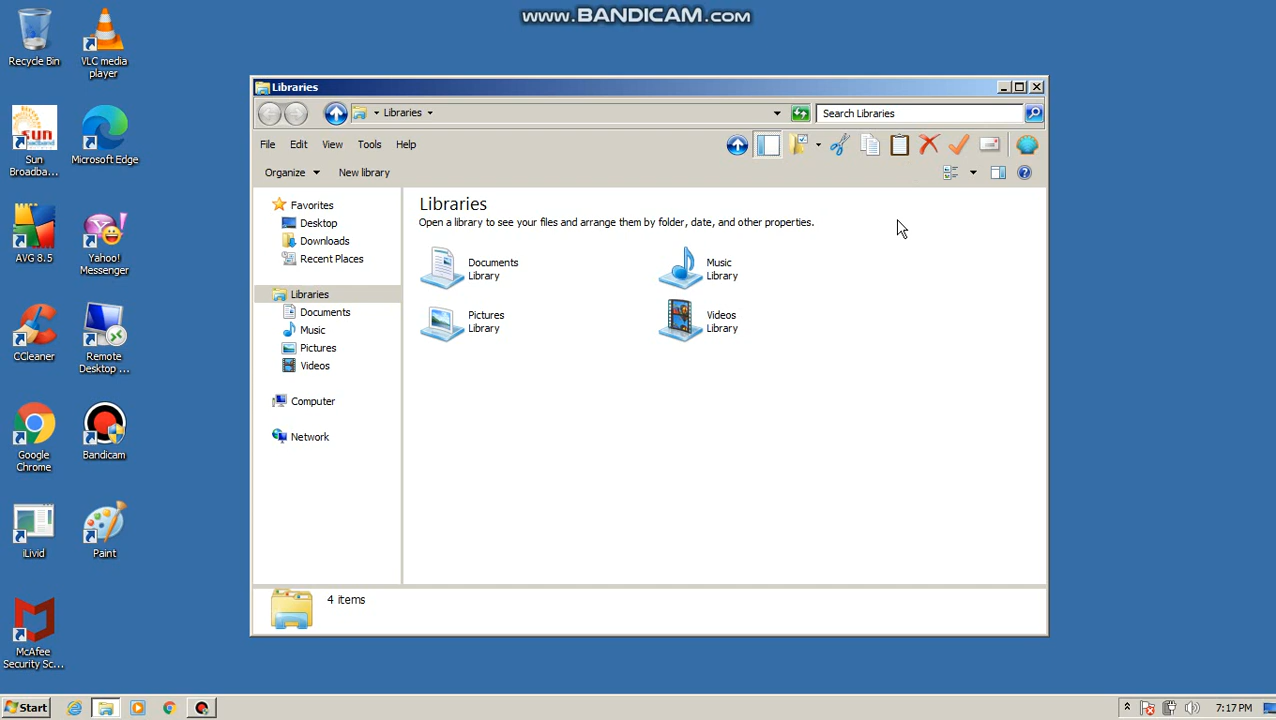 www.BANDICAM.com
Recycle Bin
VLC media
player
Sun
Broadba...
Microsoft Edge
AVG 8.5
Yahoo!
Messenger
CCleaner
Remote
Desktop ...
Google
Chrome
Bandicam
iLivid
Paint
McAfee
Security Sc...
Libraries
Libraries
Search Libraries
File Edit View Tools Help
Organize New library
Favorites
Desktop
Downloads
Recent Places
Libraries
Documents
Music
Pictures
Videos
Computer
Network
Libraries
Open a library to see your files and arrange them by folder, date, and other properties.
Documents
Library
Music
Library
Pictures
Library
Videos
Library
4 items
Start
7:17 PM